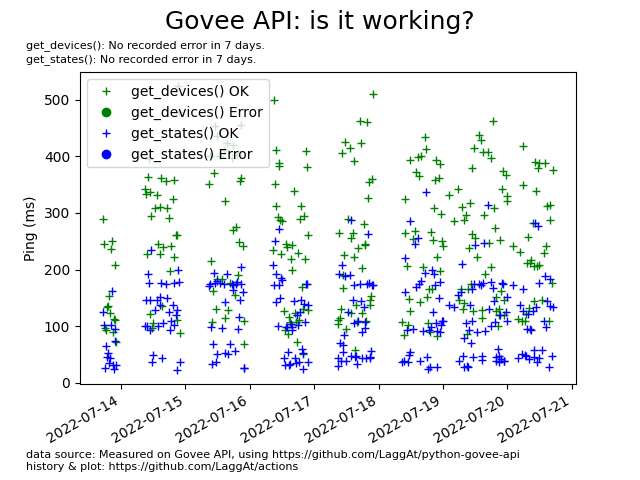 Govee API: is it working?
get_devices(): No recorded error in 7 days.
get_states(): No recorded error in 7 days.
get_devices() OK
get_devices() Error
get_states() OK
get_states() Error
Ping (ms)
500
400
300
200
100
0
2022-07-14
2022-07-15
2022-07-16
2022-07-17
2022-07-18
2022-07-19
2022-07-20
2022-07-21
data source: Measured on Govee API, using https://github.com/LaggAt/python-govee-api
history & plot: https://github.com/LaggAt/actions